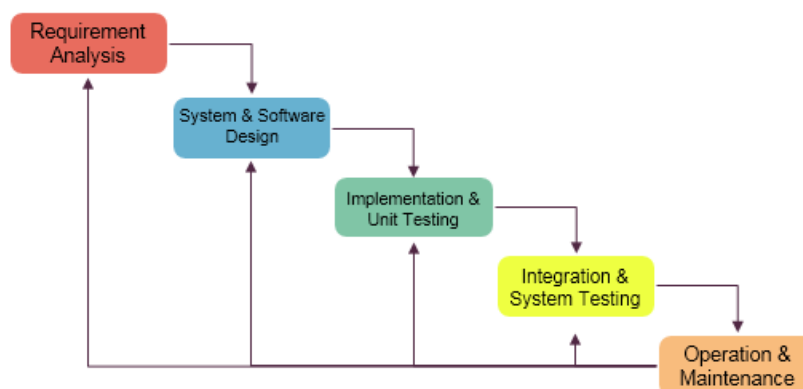 Requirement
Analysis
System & Software
Design
Implementation &
Unit Testing
Integration &
System Testing
Operation &
Maintenance